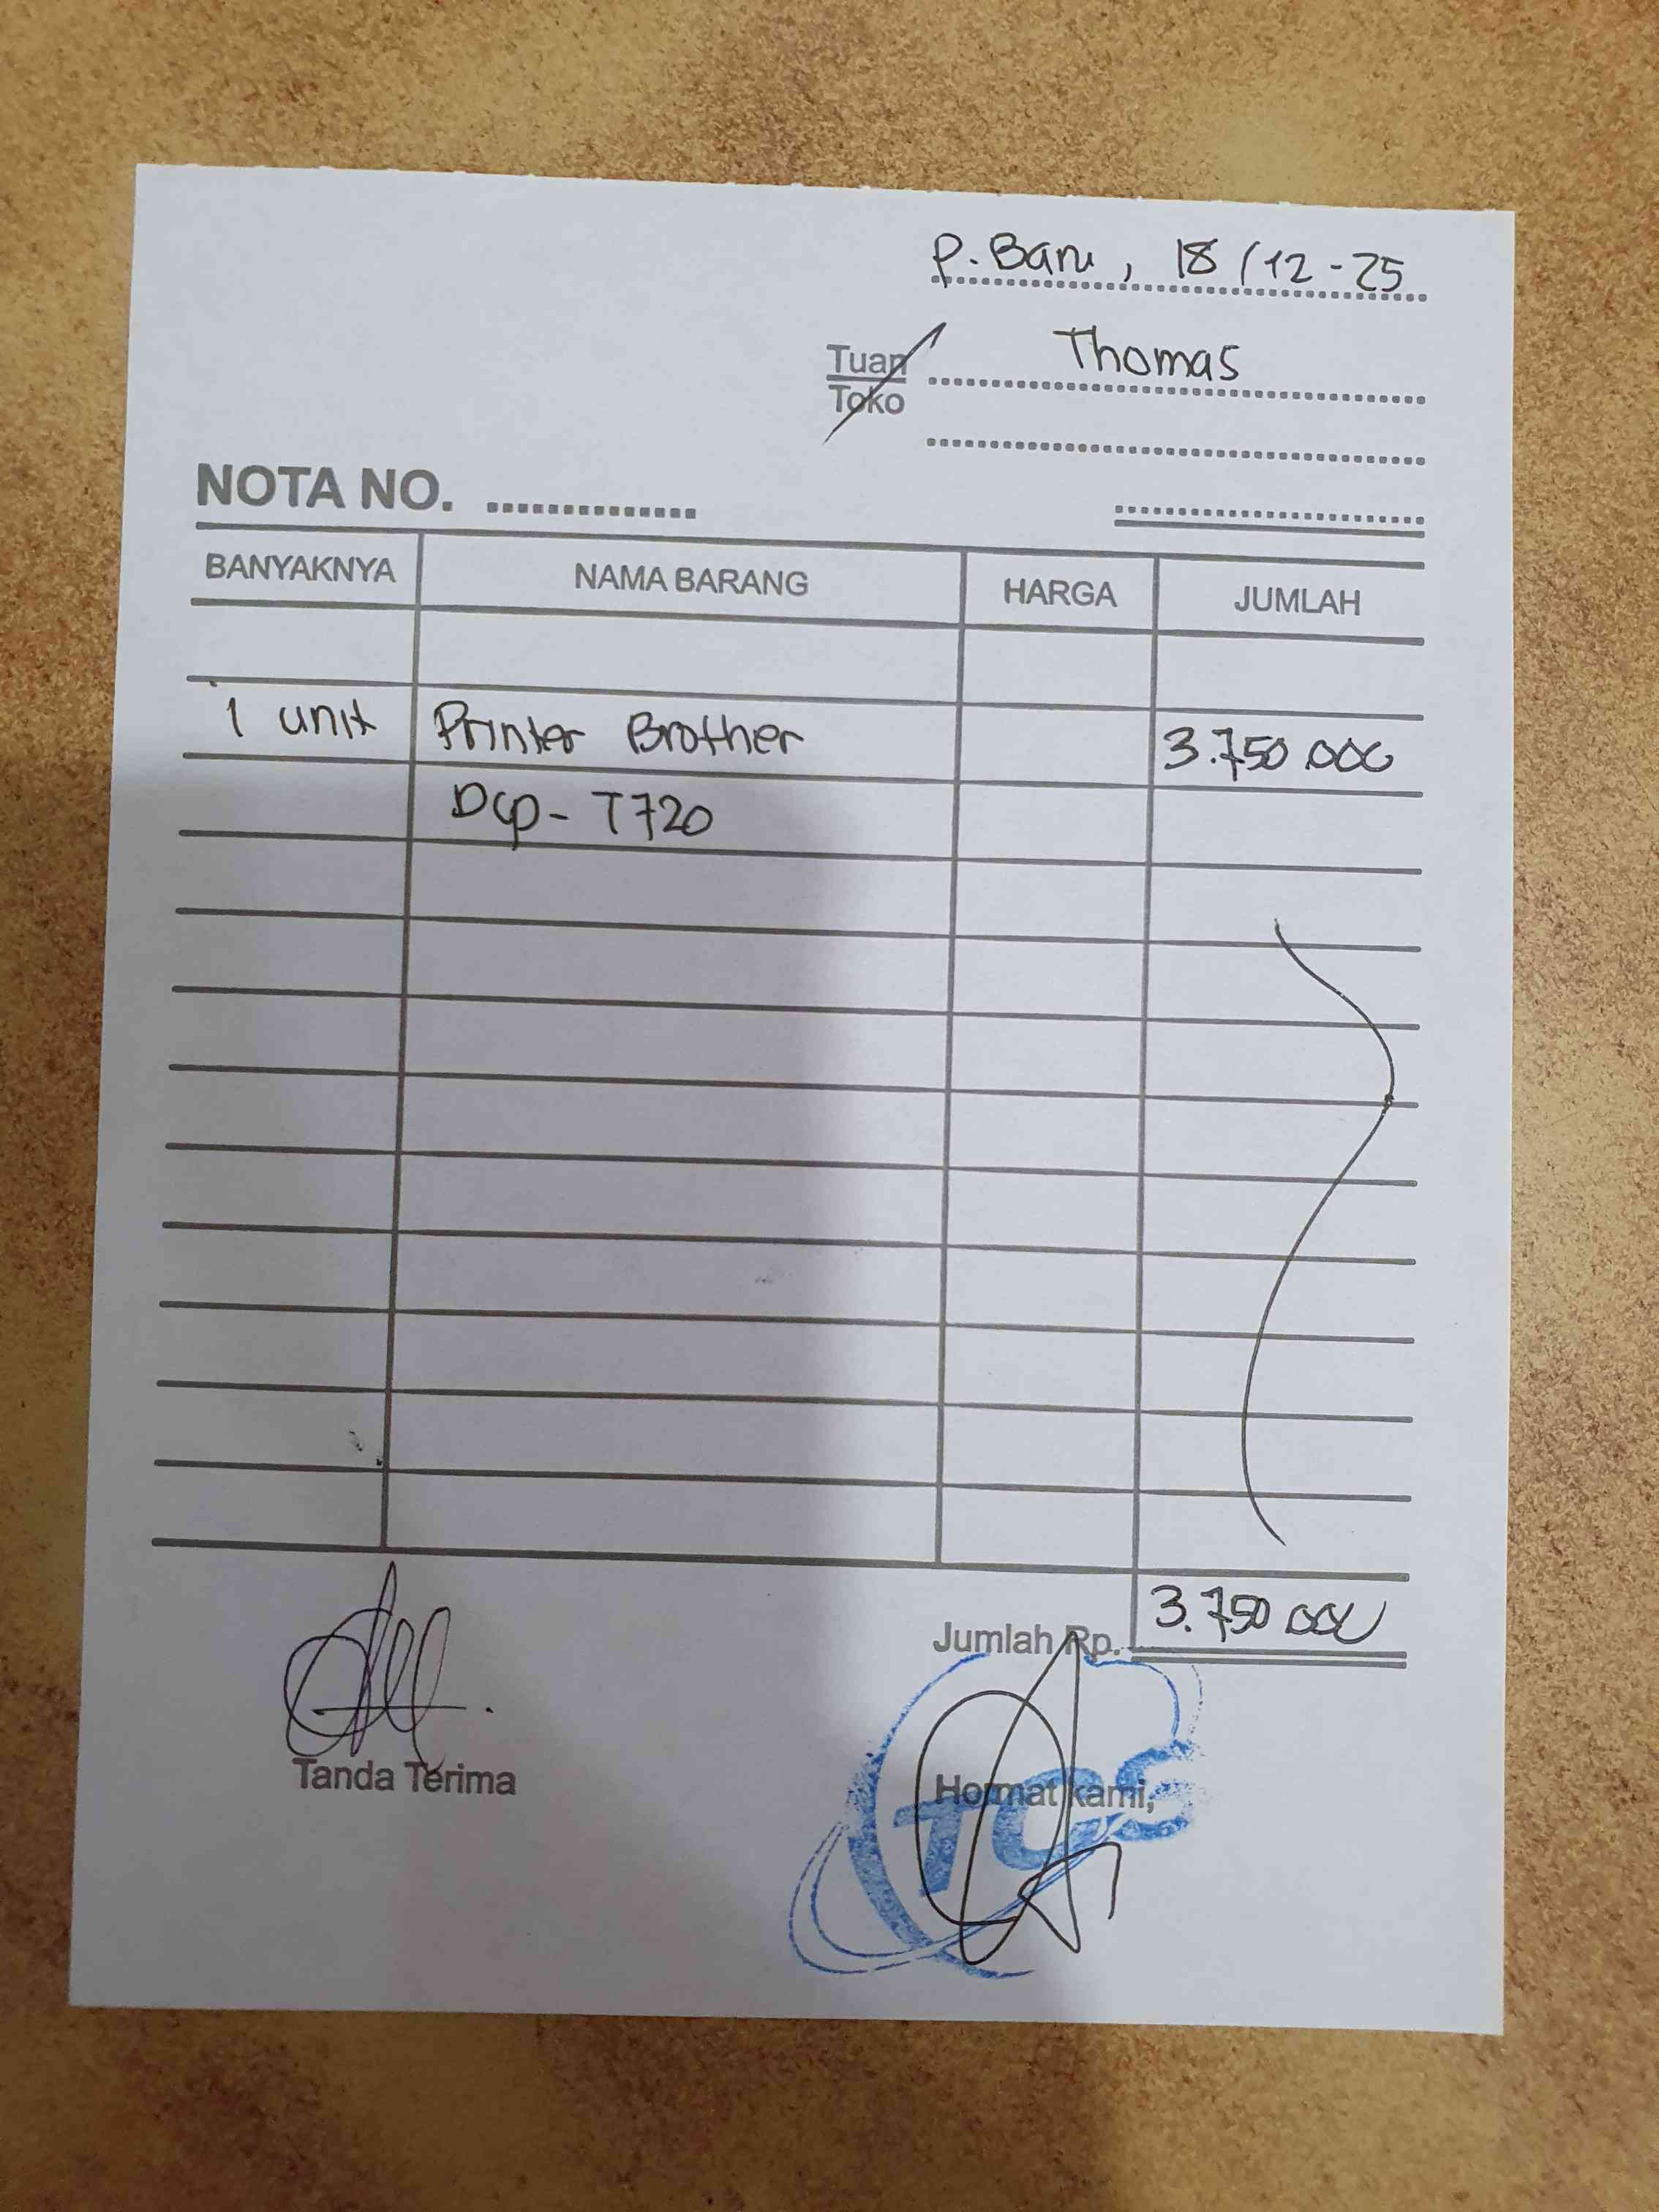 P. Baru, 18/12-25
Tuan Thomas
Toko
NOTA NO.
BANYAKNYA NAMA BARANG HARGA JUMLAH
1 unit Printer Brother 3.750.000
Dcp- T720
Jumlah Rp. 3.750.000
Tanda Terima Hormat kami,
TCS